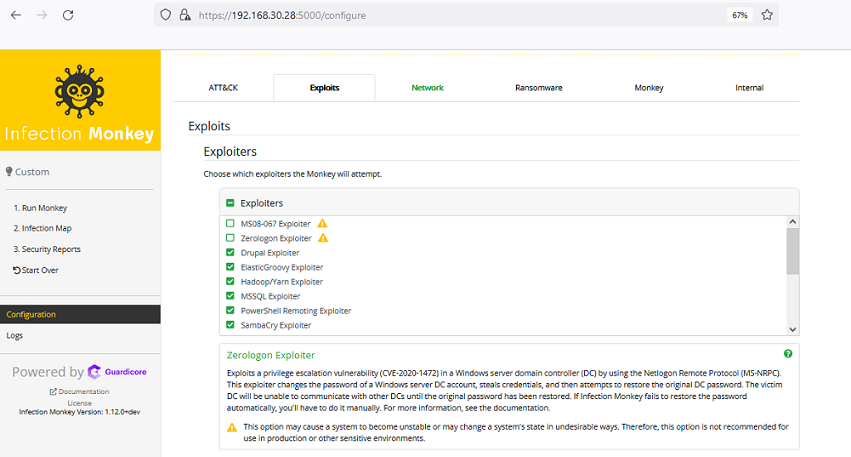 https://192.168.30.28:5000/configure
67%
Infection Monkey
Custom
1. Run Monkey
2. Infection Map
3. Security Reports
Start Over
Configuration
Logs
Powered by Guardicore
Documentation
License
Infection Monkey Version: 1.12.0+dev
ATT&CK Exploits Network Ransomware Monkey Internal
Exploits
Exploiters
Choose which exploiters the Monkey will attempt.
Exploiters
MS08-067 Exploiter
Zerologon Exploiter
Drupal Exploiter
ElasticGroovy Exploiter
Hadoop/Yarn Exploiter
MSSQL Exploiter
PowerShell Remoting Exploiter
SambaCry Exploiter
Zerologon Exploiter
Exploits a privilege escalation vulnerability (CVE-2020-1472) in a Windows server domain controller (DC) by using the Netlogon Remote Protocol (MS-NRPC).
This exploiter changes the password of a Windows server DC account, steals credentials, and then attempts to restore the original DC password. The victim
DC will be unable to communicate with other DCs until the original password has been restored. If Infection Monkey fails to restore the password
automatically, you'll have to do it manually. For more information, see the documentation.
This option may cause a system to become unstable or may change a system's state in undesirable ways. Therefore, this option is not recommended for
use in production or other sensitive environments.